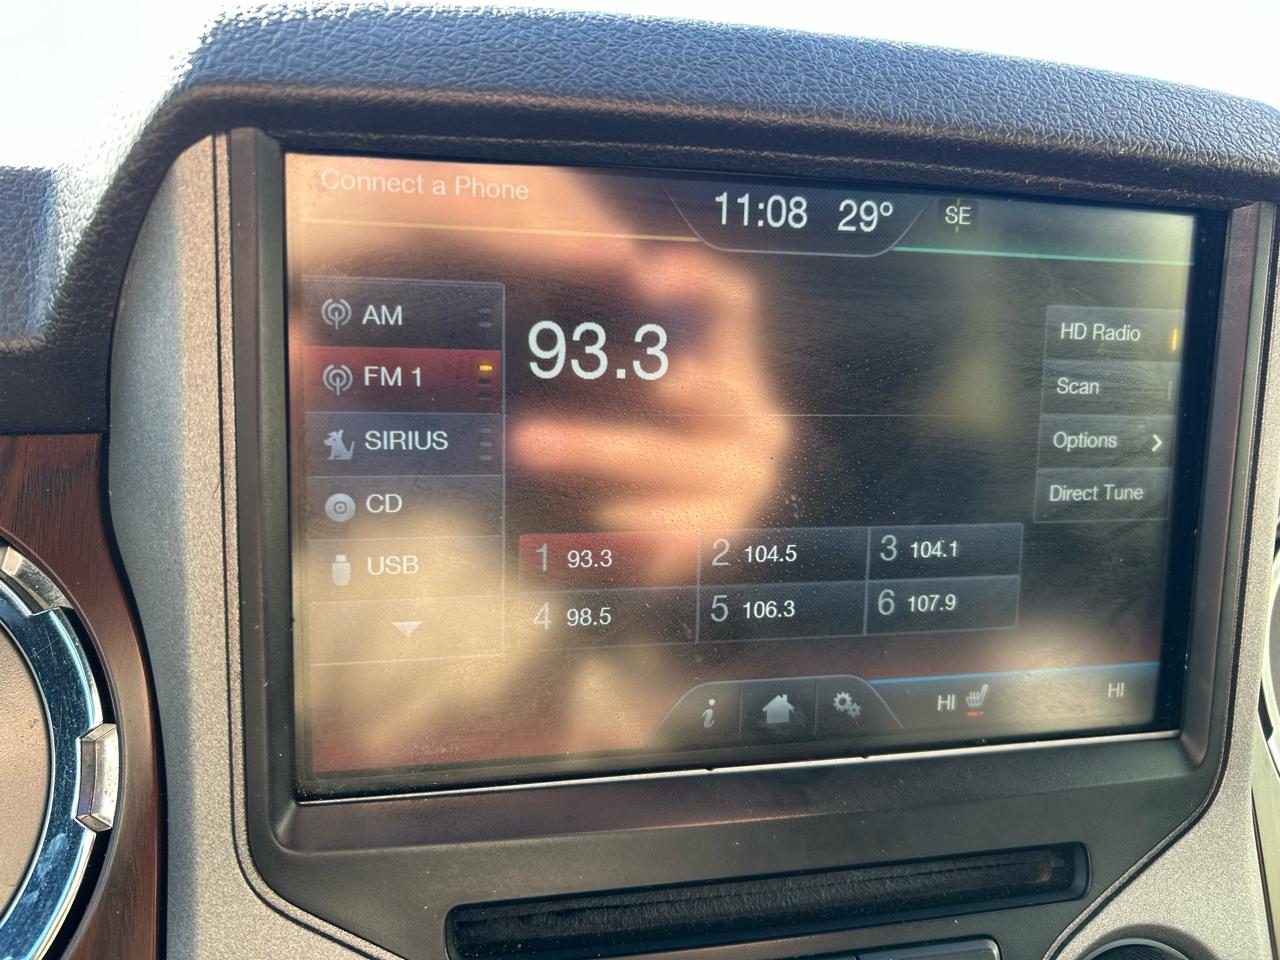 Connect a Phone
11:08 29° SE
AM
FM 1
SIRIUS
CD
USB
93.3
HD Radio
Scan
Options
Direct Tune
1 93.3 2 104.5 3 104.1
4 98.5 5 106.3 6 107.9
i
HI HI